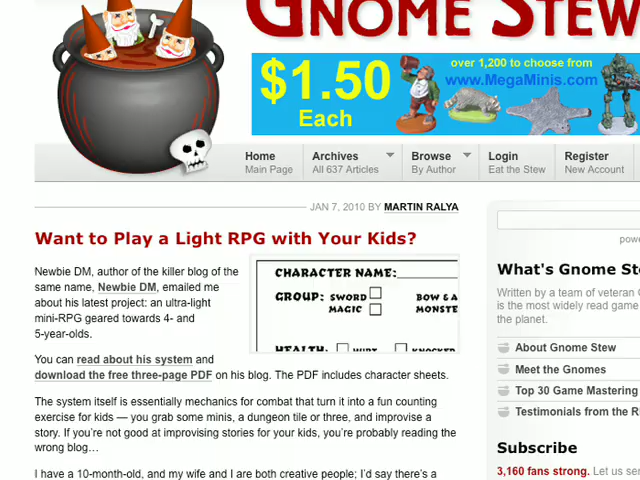 GNOME STEW
$1.50
Each
over 1,200 to choose from
www.MegaMinis.com
Home
Main Page
Archives
All 637 Articles
Browse
By Author
Login
Eat the Stew
Register
New Account
JAN 7, 2010 BY MARTIN RALYA
Want to Play a Light RPG with Your Kids?
Newbie DM, author of the killer blog of the
same name, Newbie DM, emailed me
about his latest project: an ultra-light
mini-RPG geared towards 4- and
5-year-olds.
CHARACTER NAME:
GROUP: SWORD
MAGIC
BOW & A
MONSTE
HEALTH: HURT KNOCKED
You can read about his system and
download the free three-page PDF on his blog. The PDF includes character sheets.
The system itself is essentially mechanics for combat that turn it into a fun counting
exercise for kids — you grab some minis, a dungeon tile or three, and improvise a
story. If you're not good at improvising stories for your kids, you're probably reading the
wrong blog…
I have a 10-month-old, and my wife and I are both creative people; I'd say there's a
powe
What's Gnome Ste
Written by a team of veteran G
is the most widely read game
the planet.
About Gnome Stew
Meet the Gnomes
Top 30 Game Mastering
Testimonials from the R
Subscribe
3,160 fans strong. Let us se